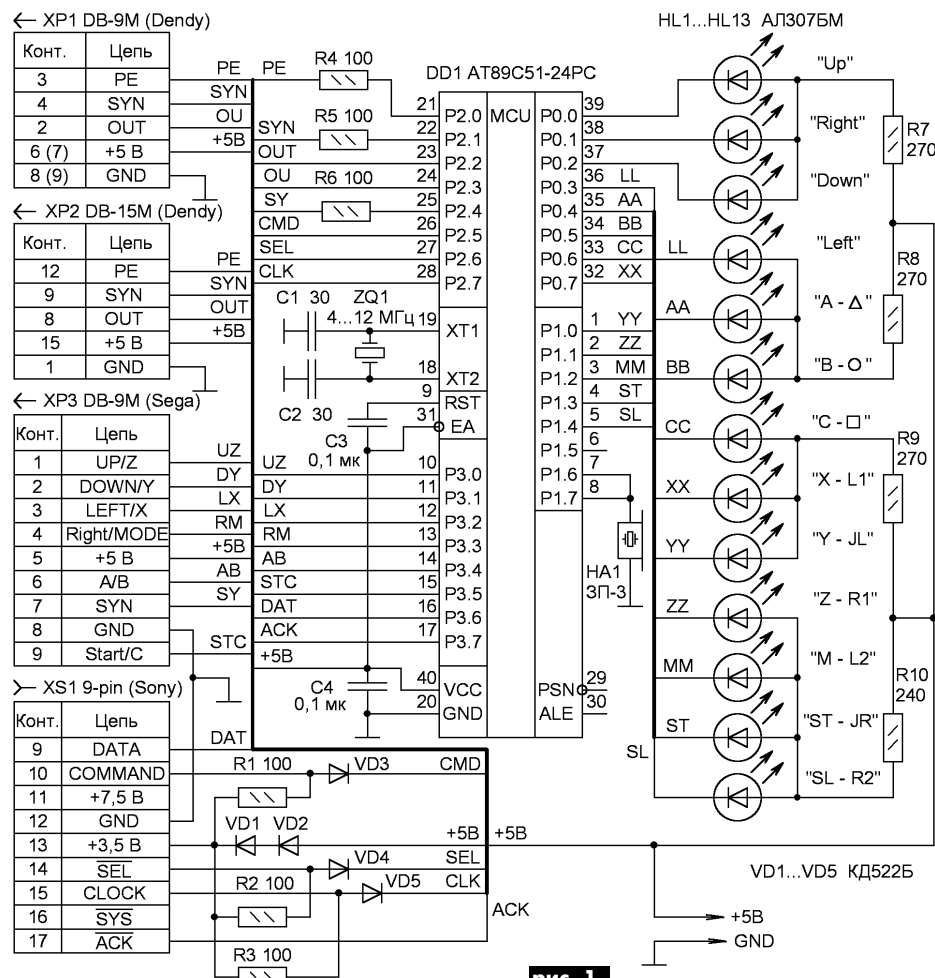 XP1 DB-9M (Dendy)
Конт. Цепь
3 PE
4 SYN
2 OUT
6 (7) +5 В
8 (9) GND
PE
SYN
OU
+5В
XP2 DB-15M (Dendy)
Конт. Цепь
12 PE
9 SYN
8 OUT
15 +5 В
1 GND
PE
SYN
OUT
+5В
XP3 DB-9M (Sega)
Конт. Цепь
1 UP/Z
2 DOWN/Y
3 LEFT/X
4 Right/MODE
5 +5 В
6 A/B
7 SYN
8 GND
9 Start/C
UZ
DY
LX
RM
+5В
AB
SY
STC
XS1 9-pin (Sony)
Конт. Цепь
9 DATA
10 COMMAND
11 +7,5 В
12 GND
13 +3,5 В
14 SEL
15 CLOCK
16 SYS
17 ACK
DAT
R1 100
VD3
CMD
VD1 VD2
+5В
+5В
VD4
SEL
R2 100
VD5
CLK
ACK
R3 100
PE
R4 100
SYN
R5 100
OUT
OU
R6 100
SY
CMD
SEL
CLK
C1 30
ZQ1
4...12 МГц
C2 30
C3
0,1 мк
UZ
DY
LX
RM
AB
STC
DAT
ACK
+5В
C4
0,1 мк
DD1 AT89C51-24PC
MCU
21 P2.0
22 P2.1
23 P2.2
24 P2.3
25 P2.4
26 P2.5
27 P2.6
28 P2.7
19 XT1
18 XT2
9 RST
31 EA
10 P3.0
11 P3.1
12 P3.2
13 P3.3
14 P3.4
15 P3.5
16 P3.6
17 P3.7
40 VCC
20 GND
P0.0 39
P0.1 38
P0.2 37
P0.3 36 LL
P0.4 35 AA
P0.5 34 BB
P0.6 33 CC
P0.7 32 XX
P1.0 1 YY
P1.1 2 ZZ
P1.2 3 MM
P1.3 4 ST
P1.4 5 SL
P1.5 6
P1.6 7
P1.7 8
PSN 29
ALE 30
HA1
ЗП-3
HL1...HL13 АЛ307БМ
"Up"
"Right"
"Down"
LL "Left"
AA "A - Δ"
BB "B - O"
CC "C - □"
XX "X - L1"
YY "Y - JL"
ZZ "Z - R1"
MM "M - L2"
ST "ST - JR"
SL "SL - R2"
R7
270
R8
270
R9
270
R10
240
VD1...VD5 КД522Б
+5В
GND
рис. 1